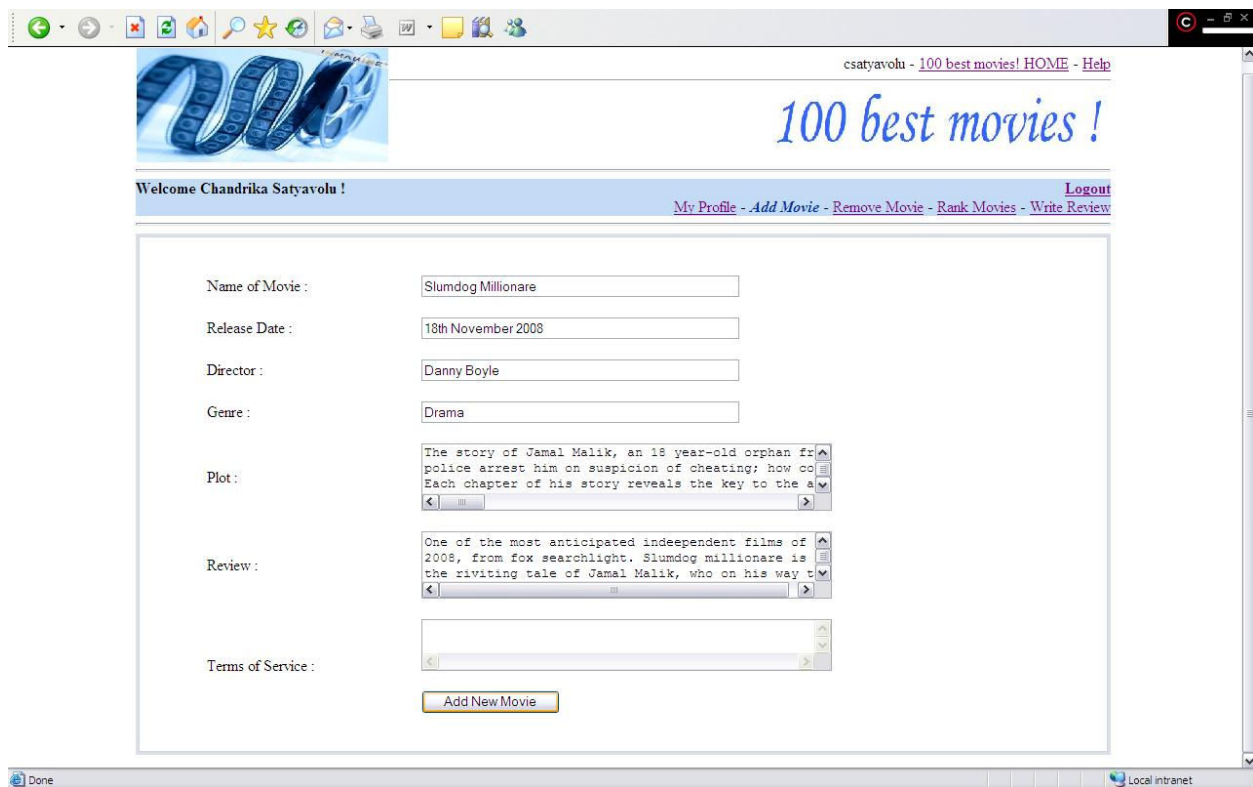 csatyavolu - 100 best movies! HOME - Help
100 best movies !
Welcome Chandrika Satyavolu !
Logout
My Profile - Add Movie - Remove Movie - Rank Movies - Write Review
Name of Movie :
Slumdog Millionare
Release Date :
18th November 2008
Director :
Danny Boyle
Genre :
Drama
Plot :
The story of Jamal Malik, an 18 year-old orphan fr
police arrest him on suspicion of cheating; how co
Each chapter of his story reveals the key to the a
Review :
One of the most anticipated indeependent films of
2008, from fox searchlight. Slumdog millionare is
the riviting tale of Jamal Malik, who on his way t
Terms of Service :
Add New Movie
Done
Local intranet